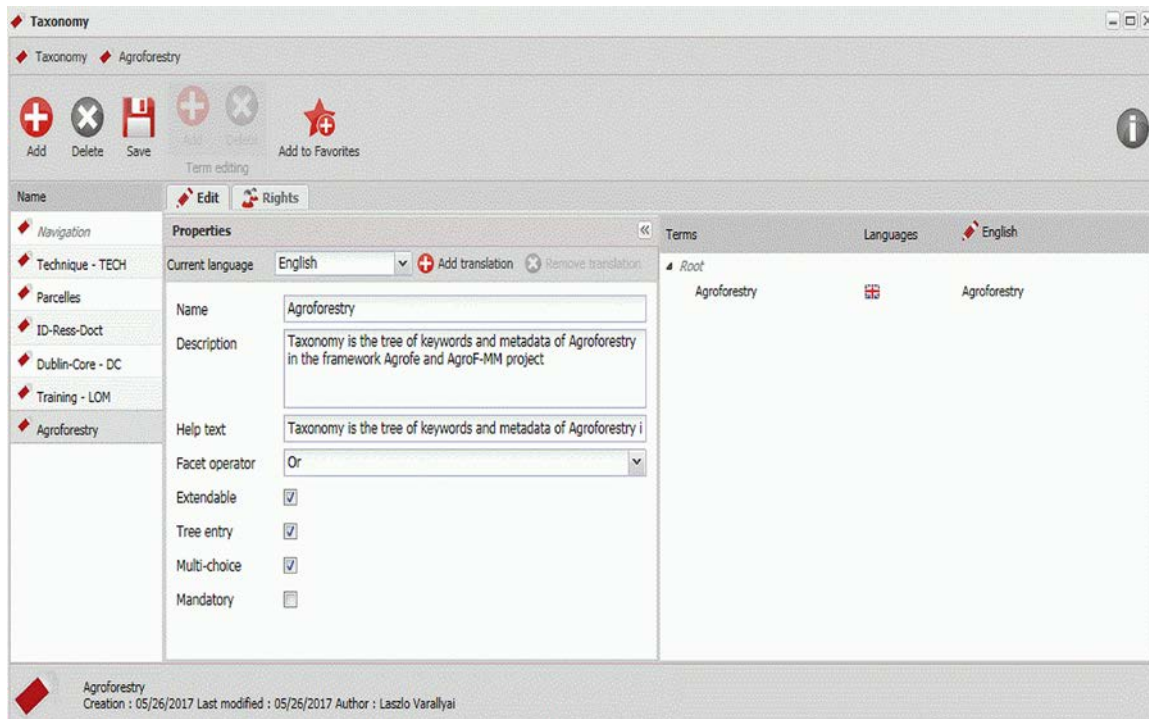 Taxonomy
Taxonomy Agroforestry
Add Delete Save Add Delete Add to Favorites
Term editing
Name
Navigation
Technique - TECH
Parcelles
ID-Ress-Doct
Dublin-Core - DC
Training - LOM
Agroforestry
Edit Rights
Properties
Current language English Add translation Remove translation
Name Agroforestry
Description Taxonomy is the tree of keywords and metadata of Agroforestry
in the framework Agrofe and AgroF-MM project
Help text Taxonomy is the tree of keywords and metadata of Agroforestry i
Facet operator Or
Extendable
Tree entry
Multi-choice
Mandatory
Terms Languages English
Root
Agroforestry Agroforestry
Agroforestry
Creation : 05/26/2017 Last modified : 05/26/2017 Author : Laszlo Varallyai